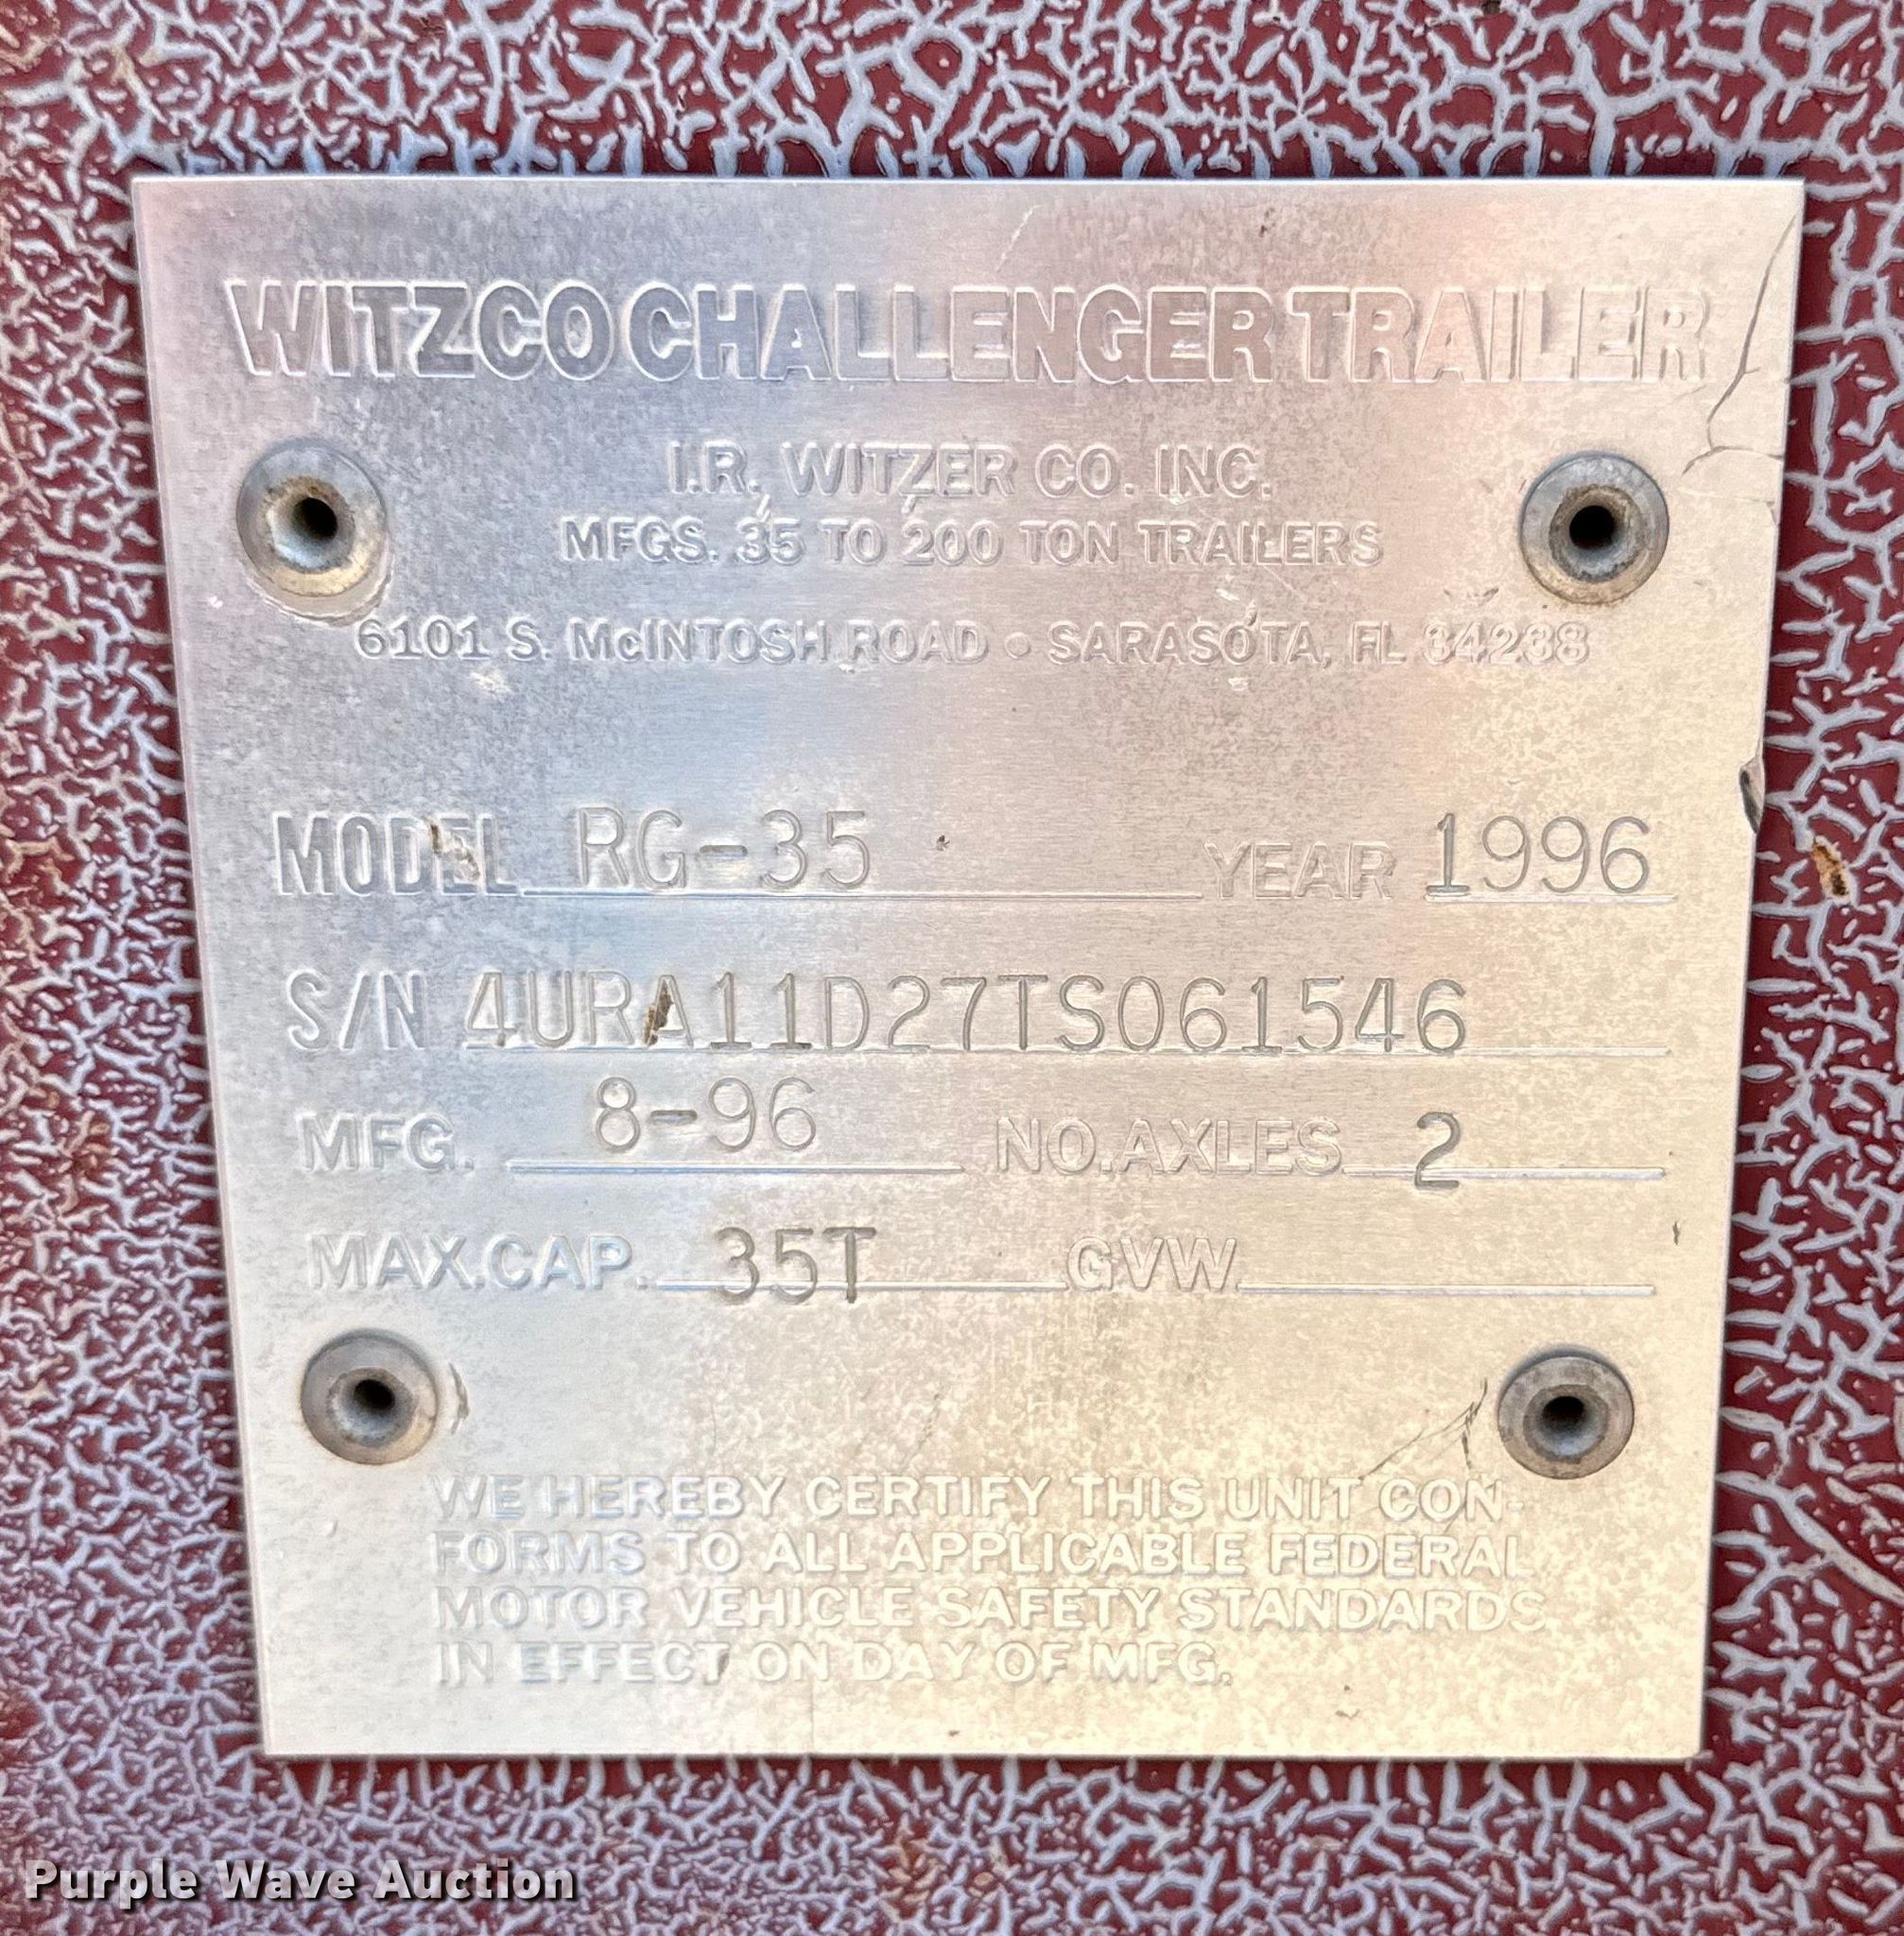 WITZCO CHALLENGER TRAILER
I.R. WITZER CO. INC.
MFGS. 35 TO 200 TON TRAILERS
6101 S. McINTOSH ROAD • SARASOTA, FL 34238
MODEL RG-35 YEAR 1996
S/N 4URA11D27TS061546
MFG. 8-96 NO. AXLES 2
MAX. CAP. 35T GVW
WE HEREBY CERTIFY THIS UNIT CON-
FORMS TO ALL APPLICABLE FEDERAL
MOTOR VEHICLE SAFETY STANDARDS
IN EFFECT ON DAY OF MFG.
Purple Wave Auction